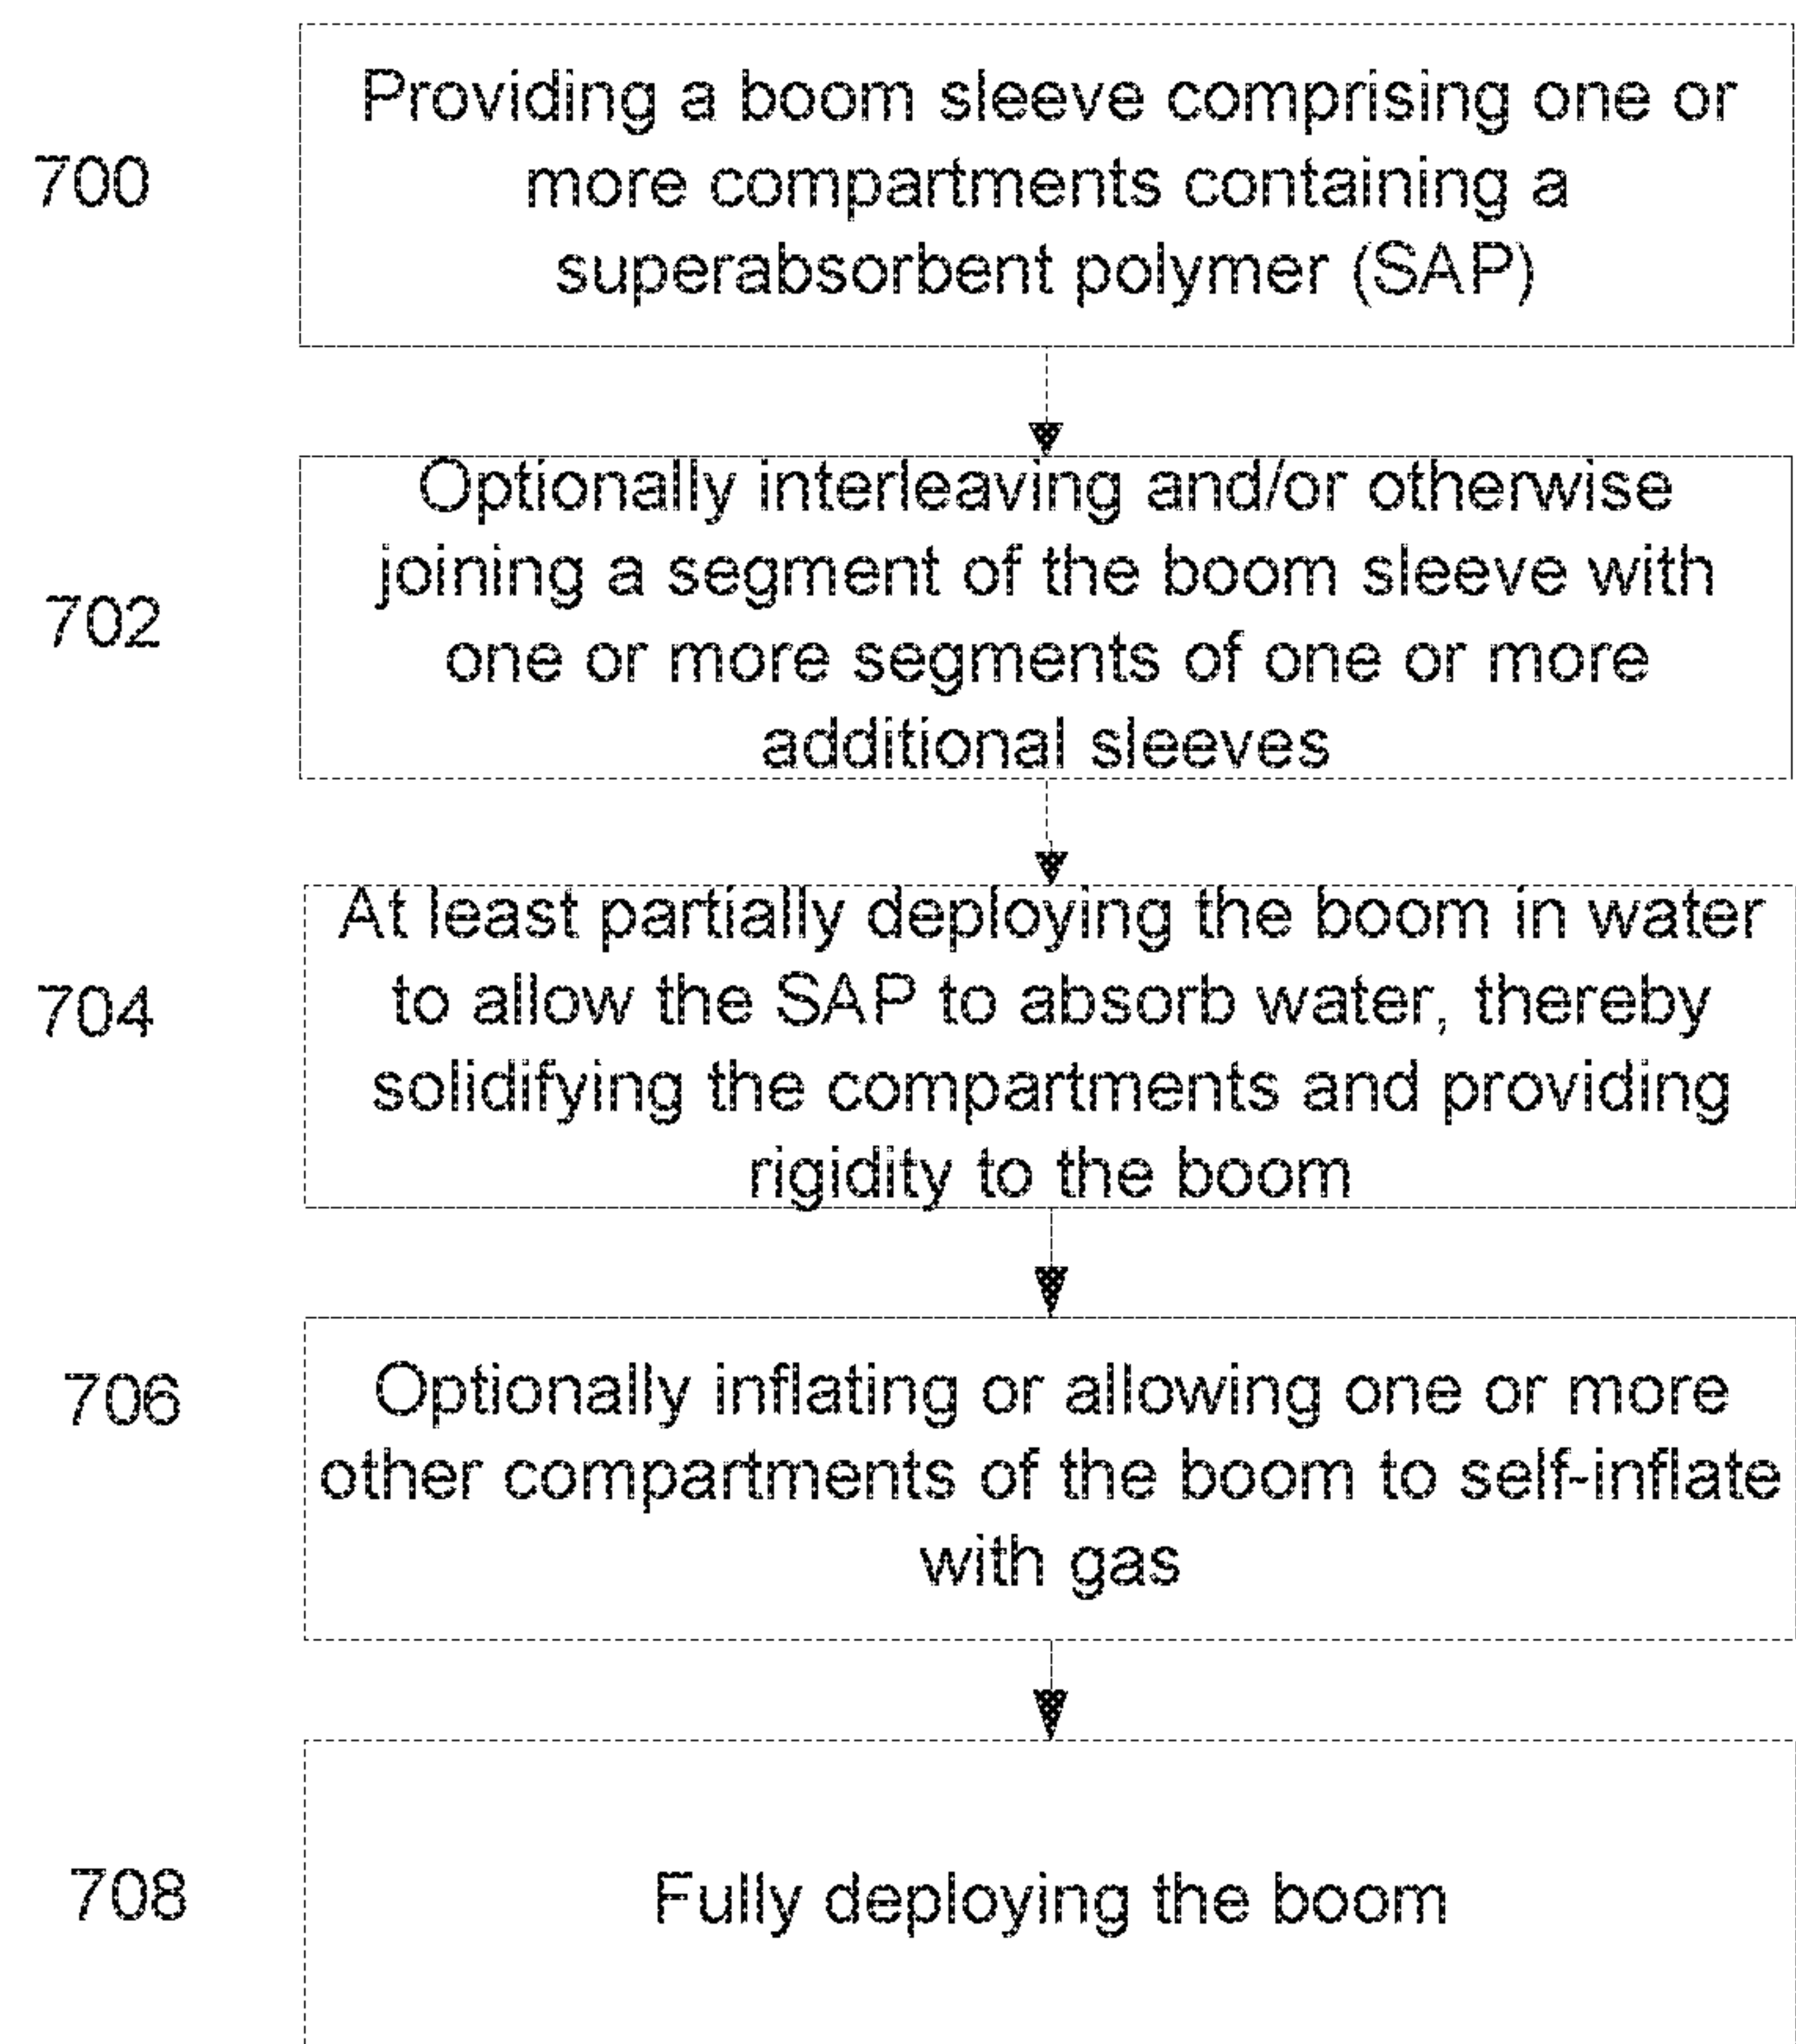 Providing a boom sleeve comprising one or
700
more compartments containing a
superabsorbent polymer (SAP)
Optionally interleaving and/or otherwise
joining a segment of the boom sleeve with
702
one or more segments of one or more
additional sleeves
At least partially deploying the boom in water
704
to allow the SAP to absorb water, thereby
solidifying the compartments and providing
rigidity to the boom
706
Optionally inflating or allowing one or more
other compartments of the boom to self-inflate
with gas
708
Fully deploying the boom